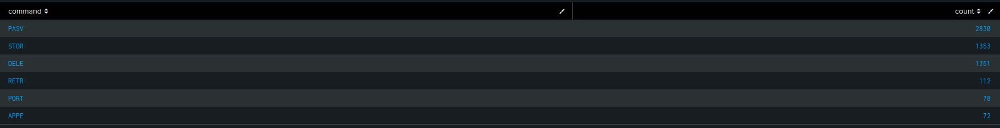 command count
PASV 2830
STOR 1353
DELE 1351
RETR 112
PORT 78
APPE 72